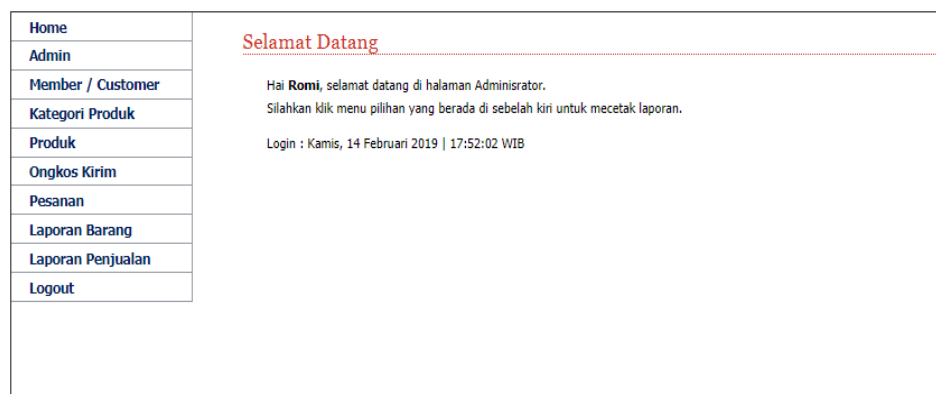 Home
Admin
Member / Customer
Kategori Produk
Produk
Ongkos Kirim
Pesanan
Laporan Barang
Laporan Penjualan
Logout
Selamat Datang
Hai Romi, selamat datang di halaman Adminisrator.
Silahkan klik menu pilihan yang berada di sebelah kiri untuk mecetak laporan.
Login : Kamis, 14 Februari 2019 | 17:52:02 WIB